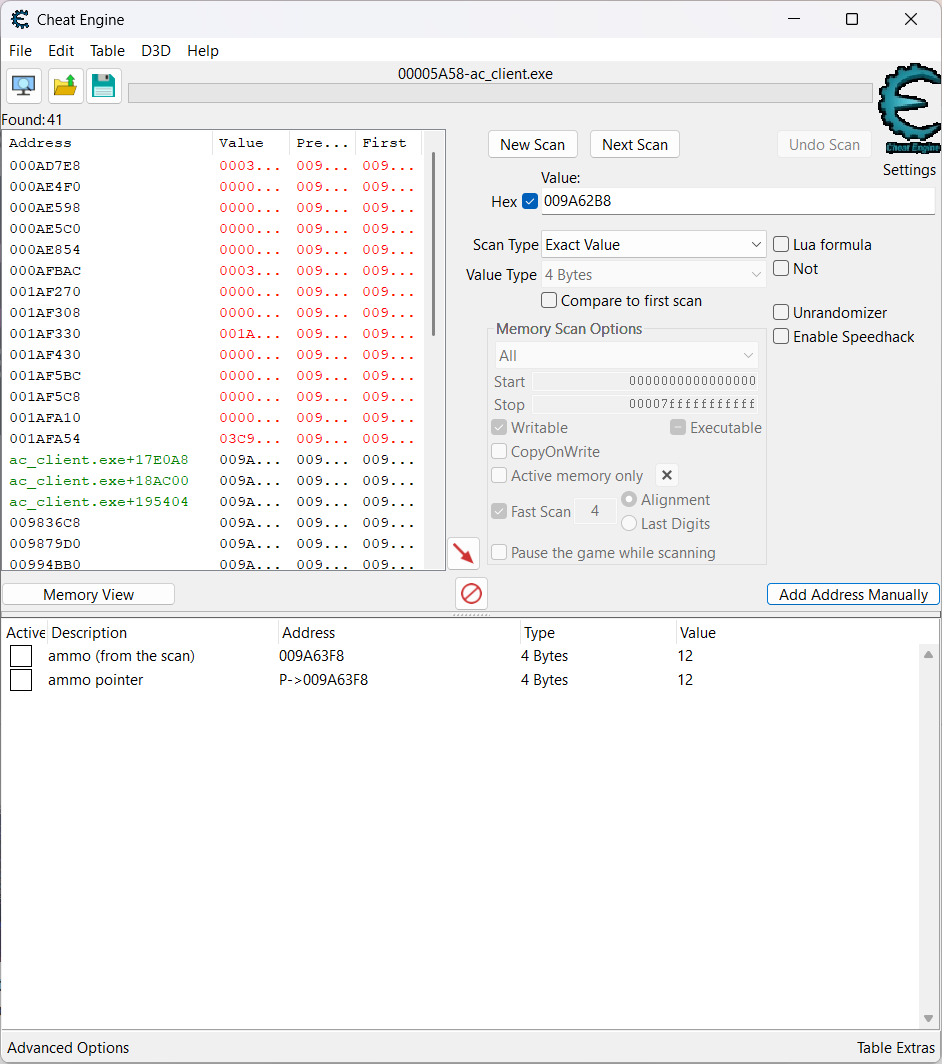 Cheat Engine
File Edit Table D3D Help
00005A58-ac_client.exe
Found:41
Cheat Engine
Settings
Address Value Pre... First
000AD7E8 0003... 009... 009...
000AE4F0 0000... 009... 009...
000AE598 0000... 009... 009...
000AE5C0 0000... 009... 009...
000AE854 0000... 009... 009...
000AFBAC 0003... 009... 009...
001AF270 0000... 009... 009...
001AF308 0000... 009... 009...
001AF330 001A... 009... 009...
001AF430 0000... 009... 009...
001AF5BC 0000... 009... 009...
001AF5C8 0000... 009... 009...
001AFA10 0000... 009... 009...
001AFA54 03C9... 009... 009...
ac_client.exe+17E0A8 009A... 009... 009...
ac_client.exe+18AC00 009A... 009... 009...
ac_client.exe+195404 009A... 009... 009...
009836C8 009A... 009... 009...
009879D0 009A... 009... 009...
00994BB0 009A... 009... 009...
New Scan Next Scan Undo Scan
Value:
Hex 009A62B8
Scan Type Exact Value Lua formula
Value Type 4 Bytes Not
Compare to first scan
Unrandomizer
Memory Scan Options Enable Speedhack
All
Start 0000000000000000
Stop 00007fffffffffff
Writable Executable
CopyOnWrite
Active memory only
Fast Scan 4 Alignment
Last Digits
Pause the game while scanning
Memory View Add Address Manually
Active Description Address Type Value
ammo (from the scan) 009A63F8 4 Bytes 12
ammo pointer P->009A63F8 4 Bytes 12
Advanced Options Table Extras